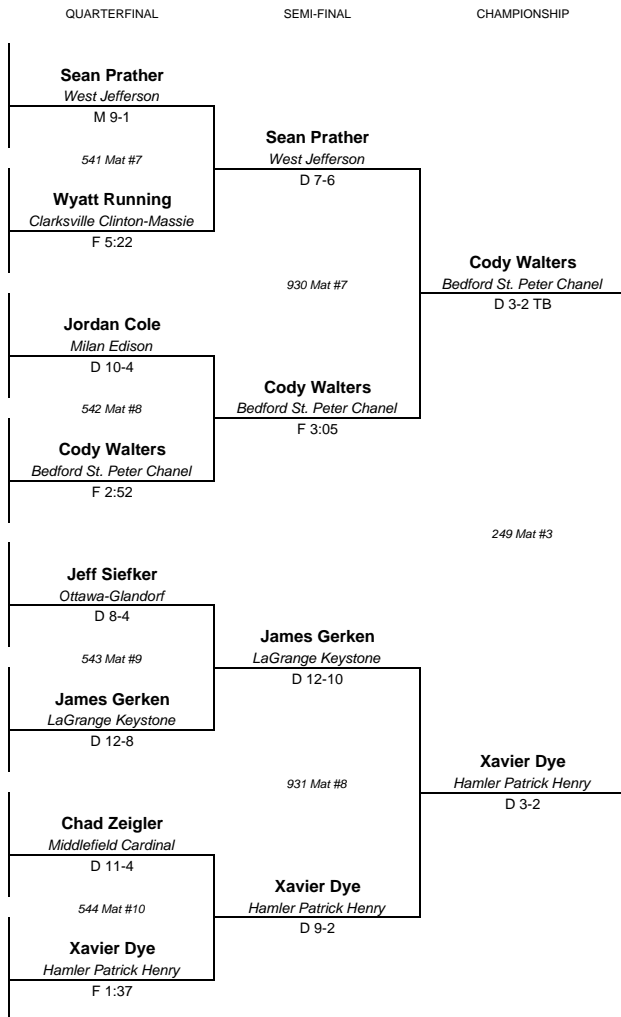 QUARTERFINAL SEMI-FINAL CHAMPIONSHIP
Sean Prather
West Jefferson
M 9-1
541 Mat #7
Wyatt Running
Clarksville Clinton-Massie
F 5:22
Jordan Cole
Milan Edison
D 10-4
542 Mat #8
Cody Walters
Bedford St. Peter Chanel
F 2:52
Jeff Siefker
Ottawa-Glandorf
D 8-4
543 Mat #9
James Gerken
LaGrange Keystone
D 12-8
Chad Zeigler
Middlefield Cardinal
D 11-4
544 Mat #10
Xavier Dye
Hamler Patrick Henry
F 1:37
Sean Prather
West Jefferson
D 7-6
930 Mat #7
Cody Walters
Bedford St. Peter Chanel
F 3:05
James Gerken
LaGrange Keystone
D 12-10
931 Mat #8
Xavier Dye
Hamler Patrick Henry
D 9-2
Cody Walters
Bedford St. Peter Chanel
D 3-2 TB
249 Mat #3
Xavier Dye
Hamler Patrick Henry
D 3-2